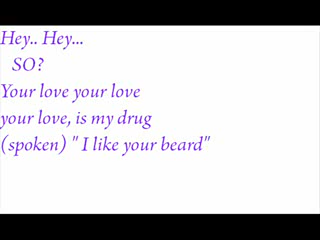 Hey.. Hey...
SO?
Your love your love
your love, is my drug
(spoken) " I like your beard"